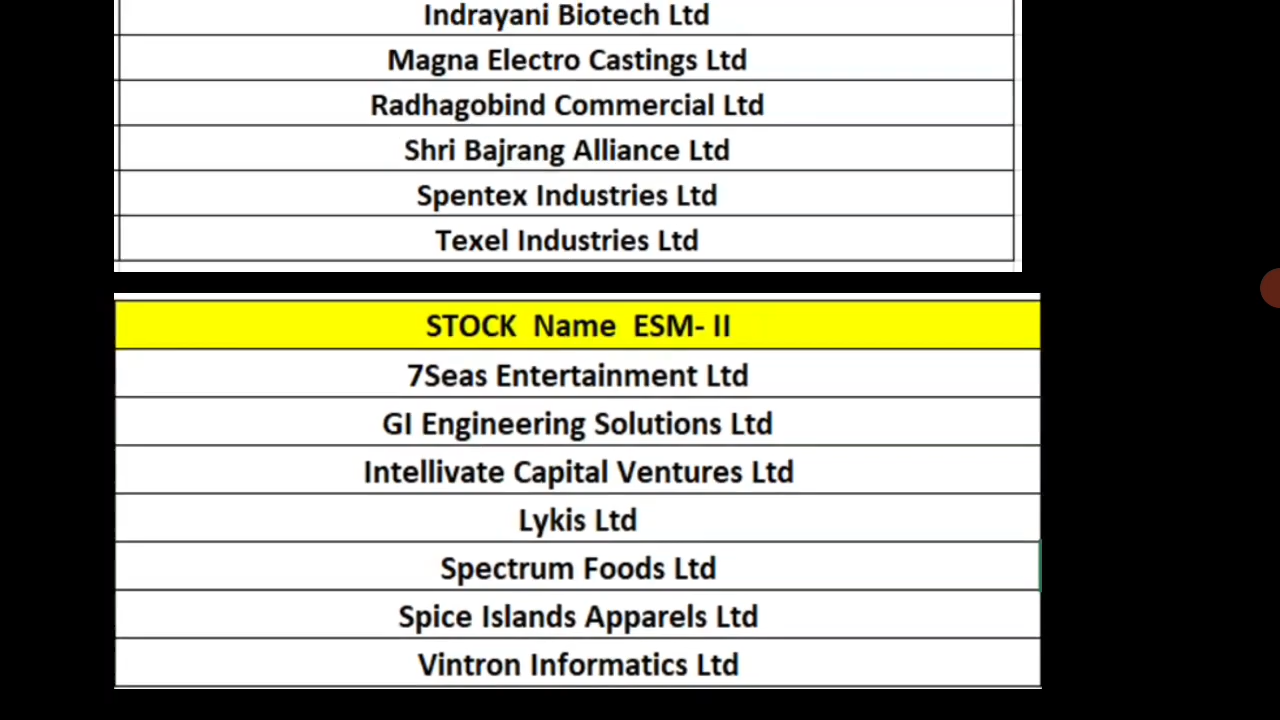 Indrayani Biotech Ltd
Magna Electro Castings Ltd
Radhagobind Commercial Ltd
Shri Bajrang Alliance Ltd
Spentex Industries Ltd
Texel Industries Ltd
STOCK Name ESM- II
7Seas Entertainment Ltd
GI Engineering Solutions Ltd
Intellivate Capital Ventures Ltd
Lykis Ltd
Spectrum Foods Ltd
Spice Islands Apparels Ltd
Vintron Informatics Ltd